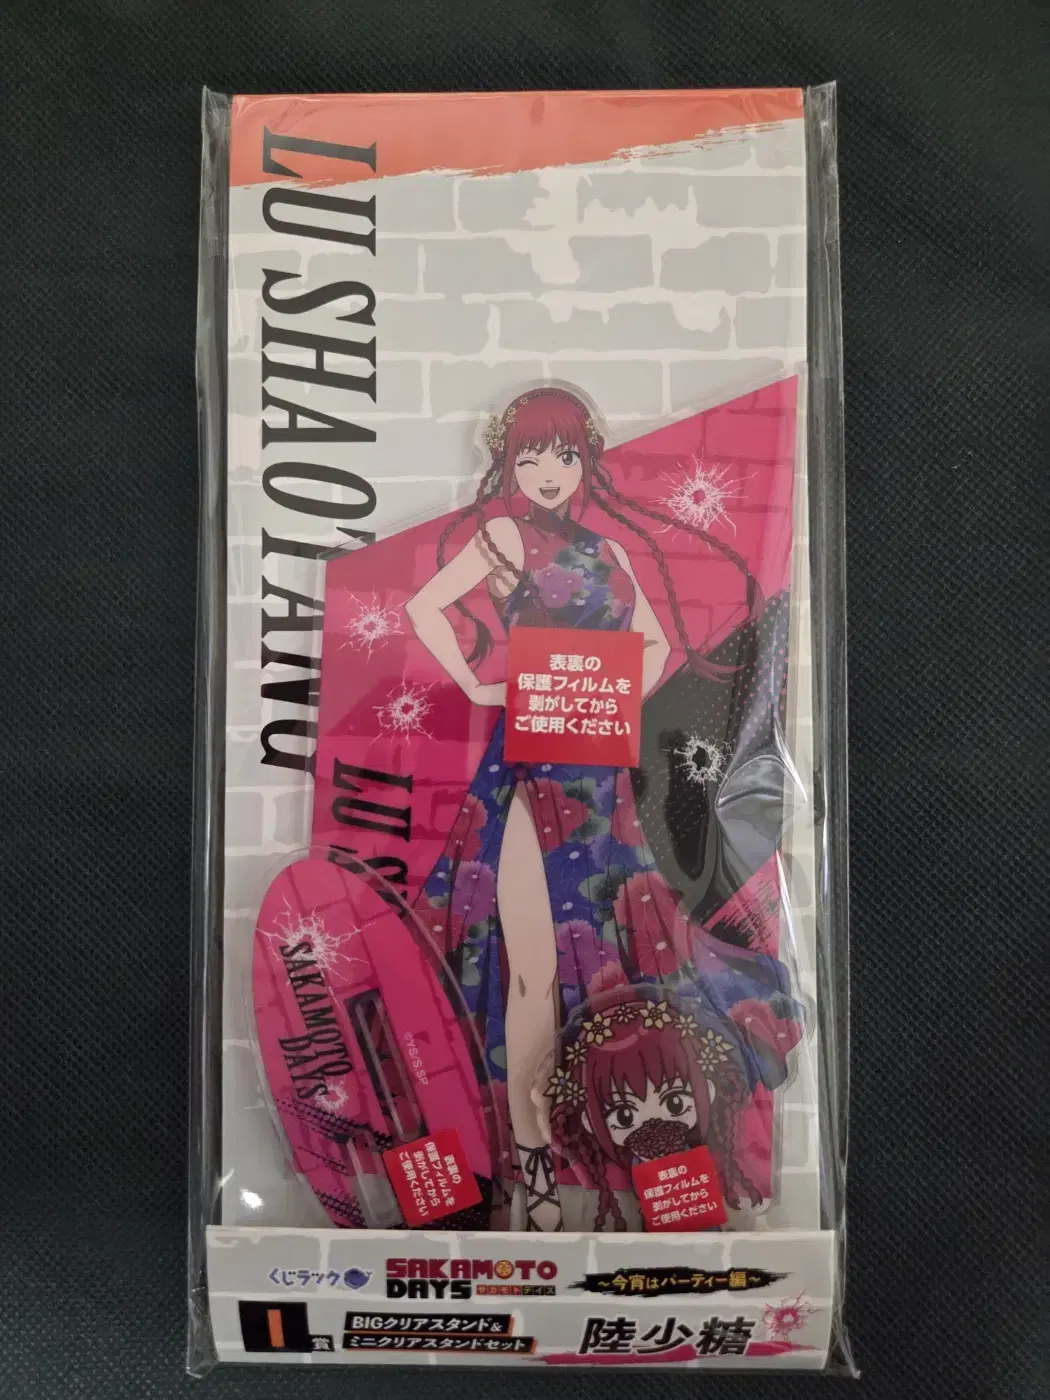 LU SHAOTANG
LU S
表裏の
保護フィルムを
剥がしてから
ご使用ください
SAKAMOTO
DAYS
©YS/S,SP
表裏の
保護フィルムを
剥がしてから
ご使用ください
表裏の
保護フィルムを
剥がしてから
ご使用ください
くじラック
SAKAMOTO
DAYS サカモトデイズ
～今宵はパーティー編～
I賞
BIGクリアスタンド&
ミニクリアスタンドセット
陸少糖